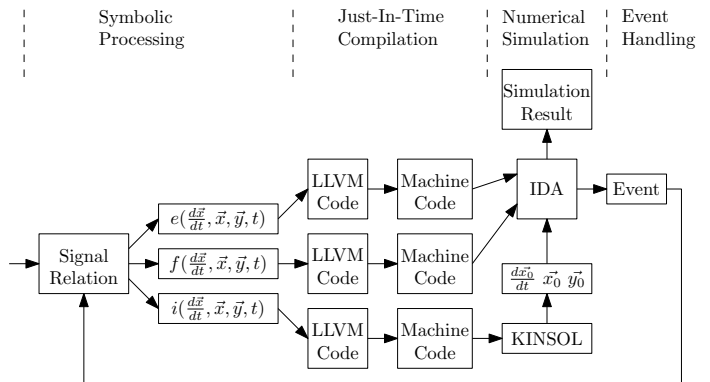 Symbolic
Processing
Just-In-Time
Compilation
Numerical
Simulation
Event
Handling
Simulation
Result
LLVM
Code
Machine
Code
IDA
Event
e(dx⃗/dt, x⃗, y⃗, t)
Signal
Relation
f(dx⃗/dt, x⃗, y⃗, t)
LLVM
Code
Machine
Code
dx⃗₀/dt x⃗₀ y⃗₀
i(dx⃗/dt, x⃗, y⃗, t)
LLVM
Code
Machine
Code
KINSOL